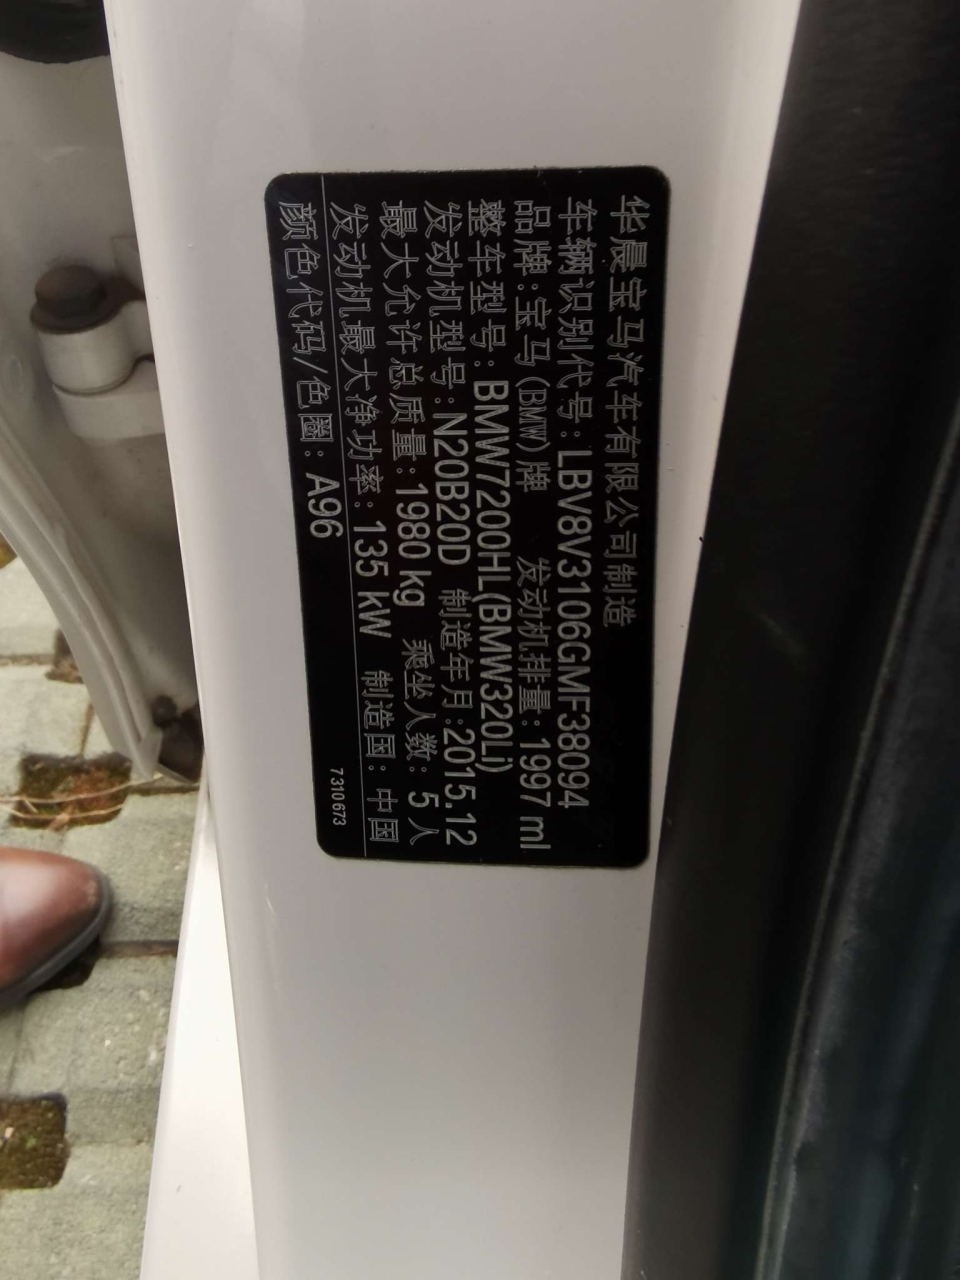 华晨宝马汽车有限公司制造
车辆识别代号:LBV8V3106GMF38094
品牌:宝马(BMW)牌 发动机排量:1997 ml
整车型号:BMW7200HL(BMW320Li)
发动机型号:N20B20D 制造年月:2015.12
最大允许总质量:1980 kg 乘坐人数:5人
发动机最大净功率:135 kW 制造国:中国
颜色代码/色圈:A96
7310673